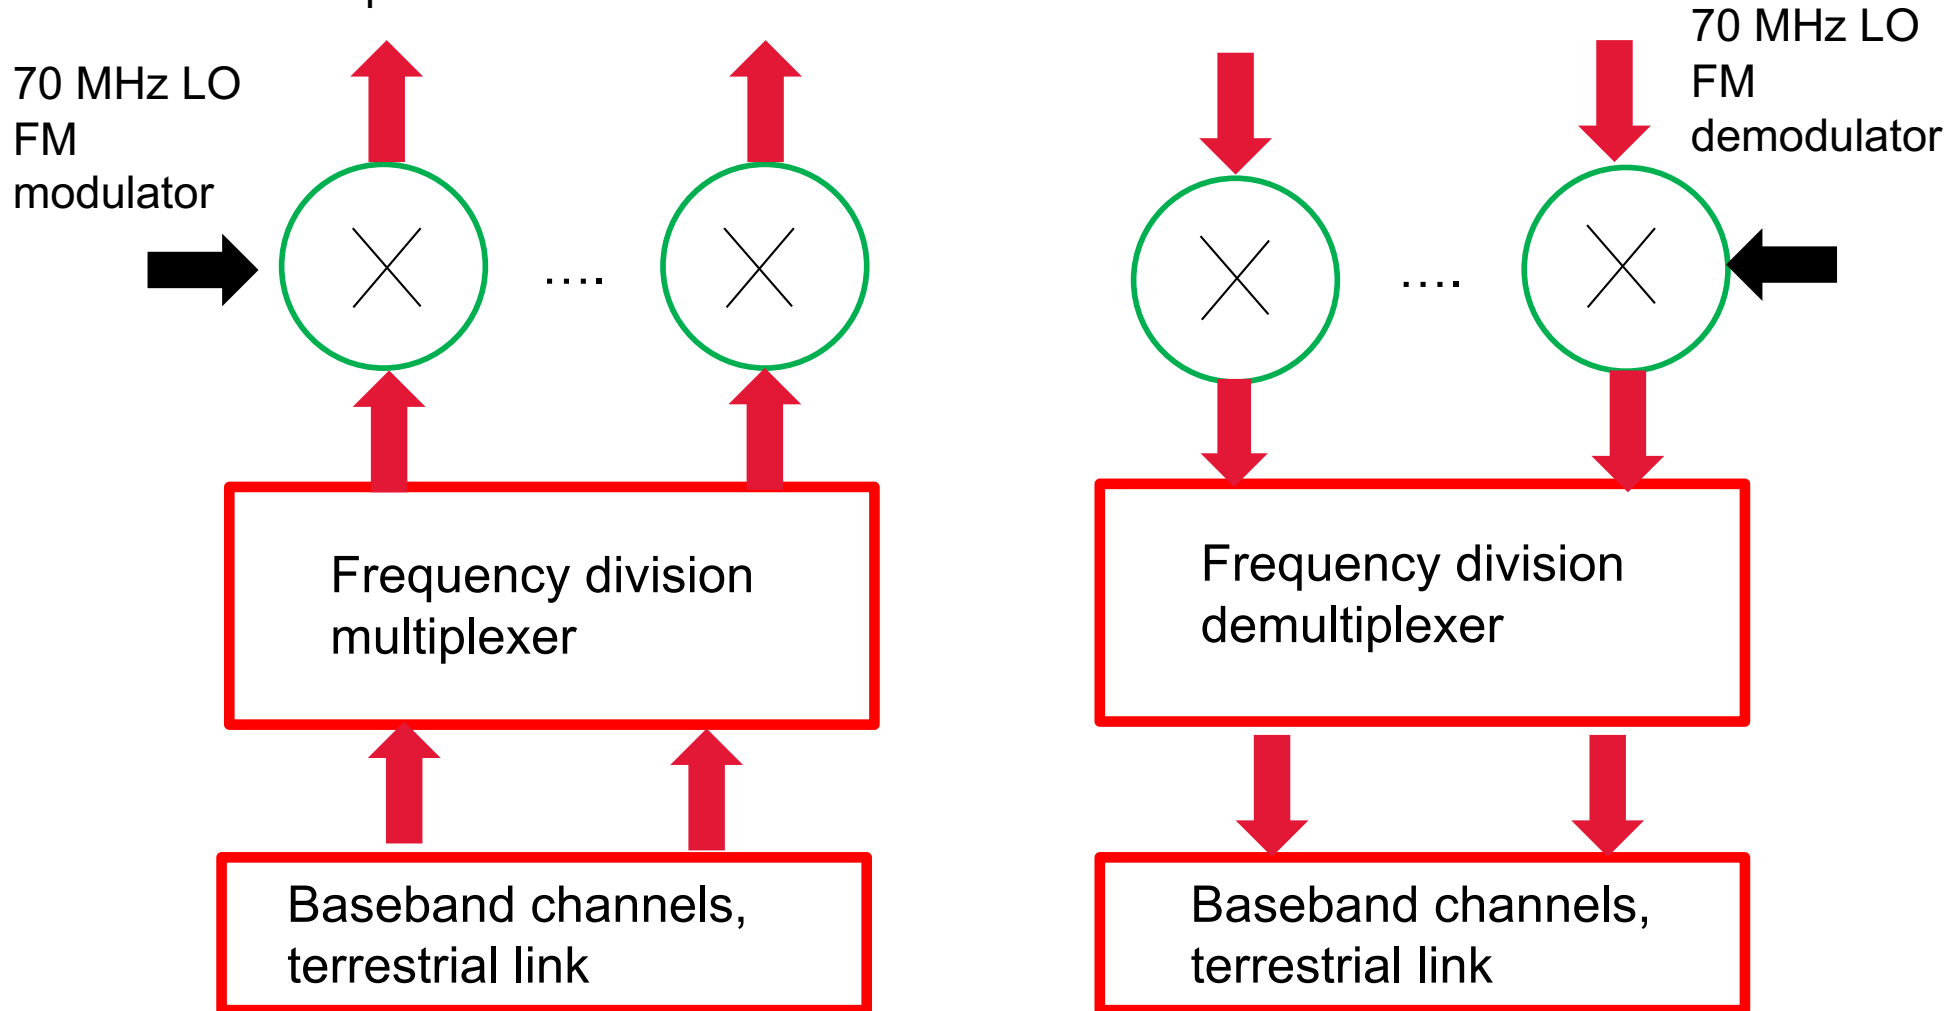 70 MHz LO
FM
modulator
70 MHz LO
FM
demodulator
....
....
Frequency division
multiplexer
Frequency division
demultiplexer
Baseband channels,
terrestrial link
Baseband channels,
terrestrial link